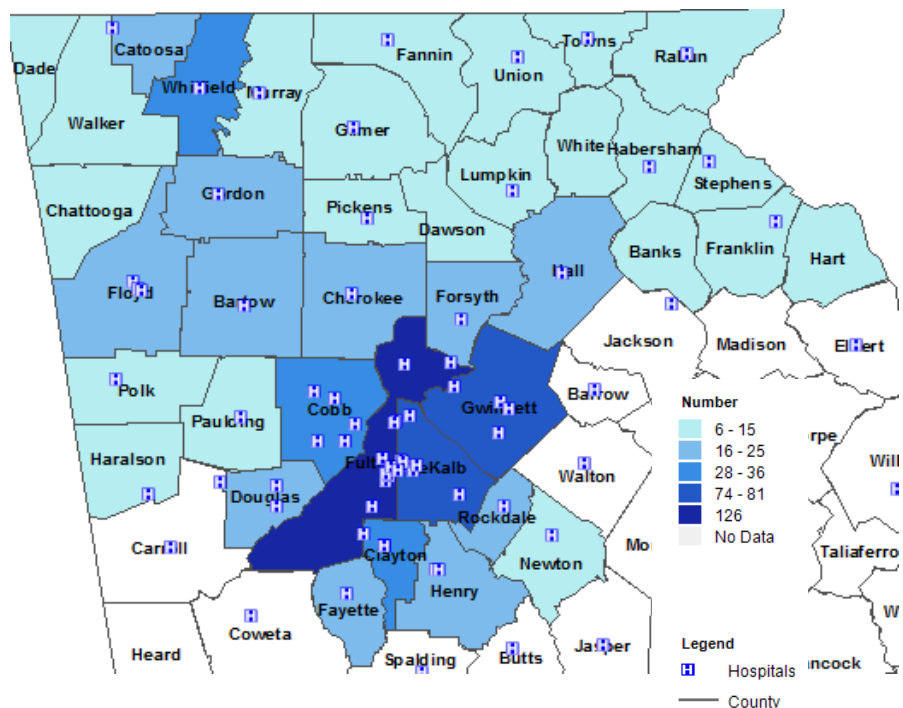 Towns
Fannin
Rabun
Catoosa
Union
Dade
Whitfield
Murray
Walker
Gilmer
White
Habersham
Lumpkin
Stephens
Gordon
Chattooga
Pickens
Dawson
Banks
Franklin
Hart
Hall
Floyd
Bartow
Cherokee
Forsyth
Jackson
Madison
Elbert
Polk
Barrow
Paulding
Cobb
Gwinnett
Haralson
Fulton
DeKalb
Walton
Douglas
Rockdale
Carroll
Clayton
Newton
Henry
Fayette
Coweta
Heard
Spalding
Butts
Jasper
Taliaferro
Number
6 - 15
16 - 25
28 - 36
74 - 81
126
No Data
Legend
H Hospitals
County